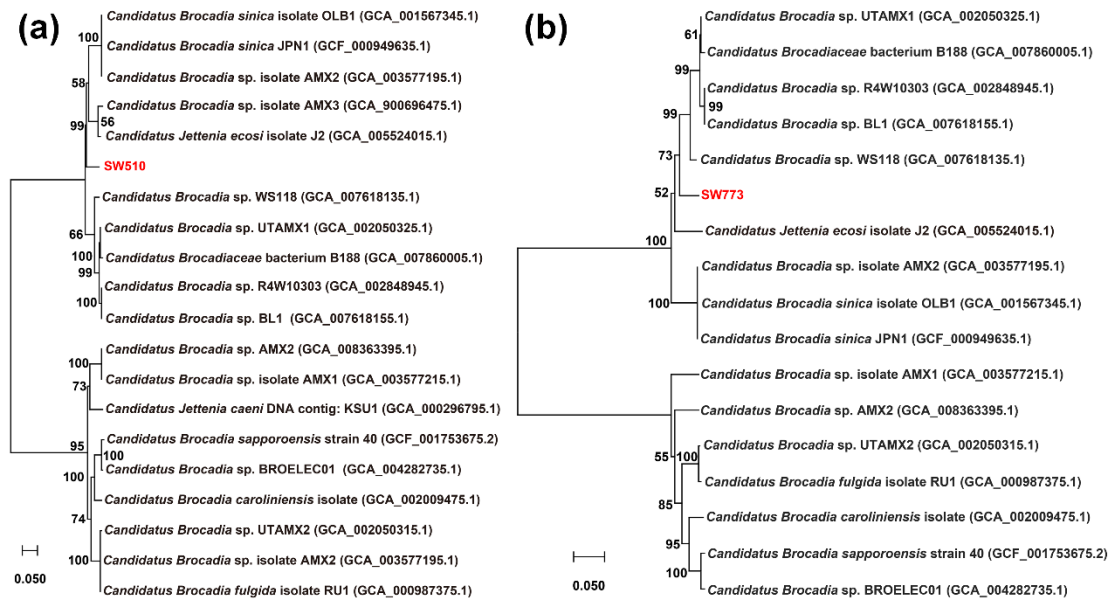 (a)
Candidatus Brocadia sinica isolate OLB1 (GCA_001567345.1)
100
Candidatus Brocadia sinica JPN1 (GCF_000949635.1)
58
Candidatus Brocadia sp. isolate AMX2 (GCA_003577195.1)
Candidatus Brocadia sp. isolate AMX3 (GCA_900696475.1)
99
56
Candidatus Jettenia ecosi isolate J2 (GCA_005524015.1)
SW510
Candidatus Brocadia sp. WS118 (GCA_007618135.1)
66
Candidatus Brocadia sp. UTAMX1 (GCA_002050325.1)
100
Candidatus Brocadiaceae bacterium B188 (GCA_007860005.1)
99
Candidatus Brocadia sp. R4W10303 (GCA_002848945.1)
100
Candidatus Brocadia sp. BL1 (GCA_007618155.1)
Candidatus Brocadia sp. AMX2 (GCA_008363395.1)
100
Candidatus Brocadia sp. isolate AMX1 (GCA_003577215.1)
73
Candidatus Jettenia caeni DNA contig: KSU1 (GCA_000296795.1)
95
Candidatus Brocadia sapporoensis strain 40 (GCF_001753675.2)
100
Candidatus Brocadia sp. BROELEC01 (GCA_004282735.1)
100
Candidatus Brocadia caroliniensis isolate (GCA_002009475.1)
74
Candidatus Brocadia sp. UTAMX2 (GCA_002050315.1)
100
Candidatus Brocadia sp. isolate AMX2 (GCA_003577195.1)
Candidatus Brocadia fulgida isolate RU1 (GCA_000987375.1)
0.050
(b)
Candidatus Brocadia sp. UTAMX1 (GCA_002050325.1)
61
Candidatus Brocadiaceae bacterium B188 (GCA_007860005.1)
99
Candidatus Brocadia sp. R4W10303 (GCA_002848945.1)
99
99
Candidatus Brocadia sp. BL1 (GCA_007618155.1)
73
Candidatus Brocadia sp. WS118 (GCA_007618135.1)
52
SW773
Candidatus Jettenia ecosi isolate J2 (GCA_005524015.1)
100
Candidatus Brocadia sp. isolate AMX2 (GCA_003577195.1)
100
Candidatus Brocadia sinica isolate OLB1 (GCA_001567345.1)
Candidatus Brocadia sinica JPN1 (GCF_000949635.1)
Candidatus Brocadia sp. isolate AMX1 (GCA_003577215.1)
Candidatus Brocadia sp. AMX2 (GCA_008363395.1)
55
100
Candidatus Brocadia sp. UTAMX2 (GCA_002050315.1)
Candidatus Brocadia fulgida isolate RU1 (GCA_000987375.1)
85
Candidatus Brocadia caroliniensis isolate (GCA_002009475.1)
95
Candidatus Brocadia sapporoensis strain 40 (GCF_001753675.2)
100
Candidatus Brocadia sp. BROELEC01 (GCA_004282735.1)
0.050